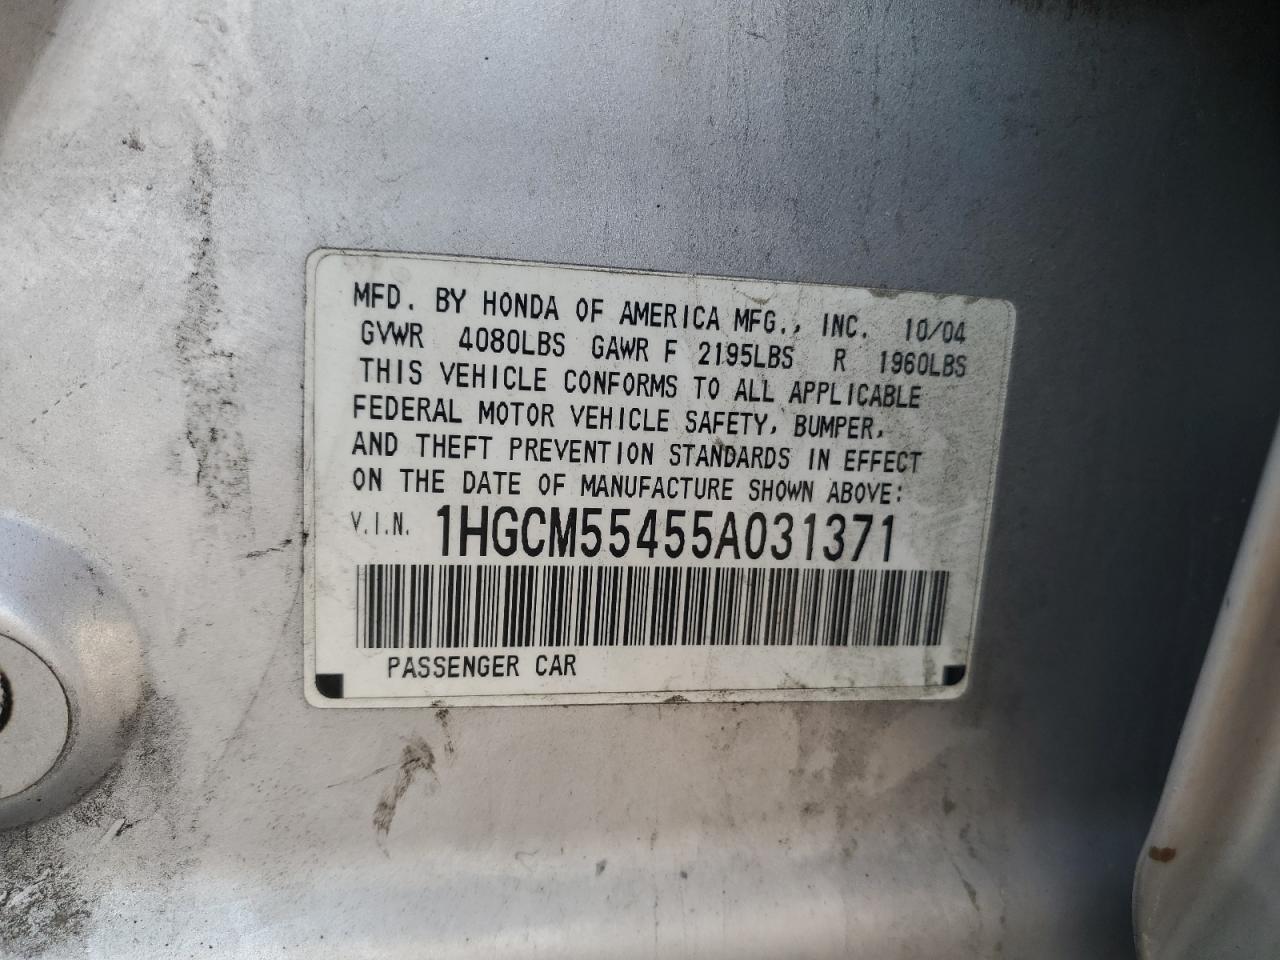 MFD. BY HONDA OF AMERICA MFG., INC. 10/04
GVWR 4080LBS GAWR F 2195LBS R 1960LBS
THIS VEHICLE CONFORMS TO ALL APPLICABLE
FEDERAL MOTOR VEHICLE SAFETY, BUMPER,
AND THEFT PREVENTION STANDARDS IN EFFECT
ON THE DATE OF MANUFACTURE SHOWN ABOVE:
V.I.N. 1HGCM55455A031371
PASSENGER CAR